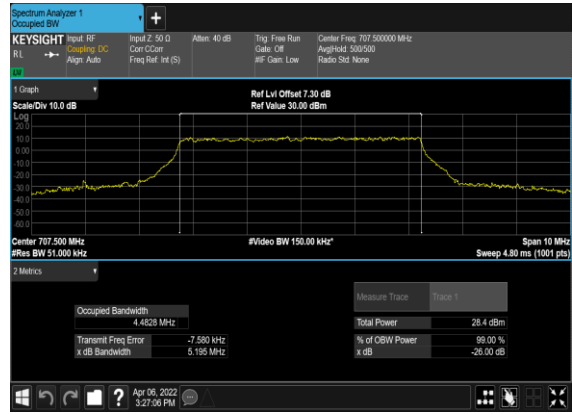 Spectrum Analyzer 1
Occupied BW
+
KEYSIGHT
RL
Input: RF
Coupling: DC
Align: Auto
Input Z: 50 Ω
Corr CCorr
Freq Ref: Int (S)
Atten: 40 dB
Trig: Free Run
Gate: Off
#IF Gain: Low
Center Freq: 707.500000 MHz
Avg|Hold: 500/500
Radio Std: None
1 Graph
Scale/Div 10.0 dB
Ref Lvl Offset 7.30 dB
Ref Value 30.00 dBm
Log
20.0
10.0
0.00
-10.0
-20.0
-30.0
-40.0
-50.0
-60.0
Center 707.500 MHz
#Res BW 51.000 kHz
#Video BW 150.00 kHz*
Span 10 MHz
Sweep 4.80 ms (1001 pts)
2 Metrics
Measure Trace
Trace 1
Occupied Bandwidth
4.4828 MHz
Total Power
28.4 dBm
Transmit Freq Error
-7.580 kHz
% of OBW Power
99.00 %
x dB Bandwidth
5.195 MHz
x dB
-26.00 dB
?
Apr 06, 2022
3:27:06 PM